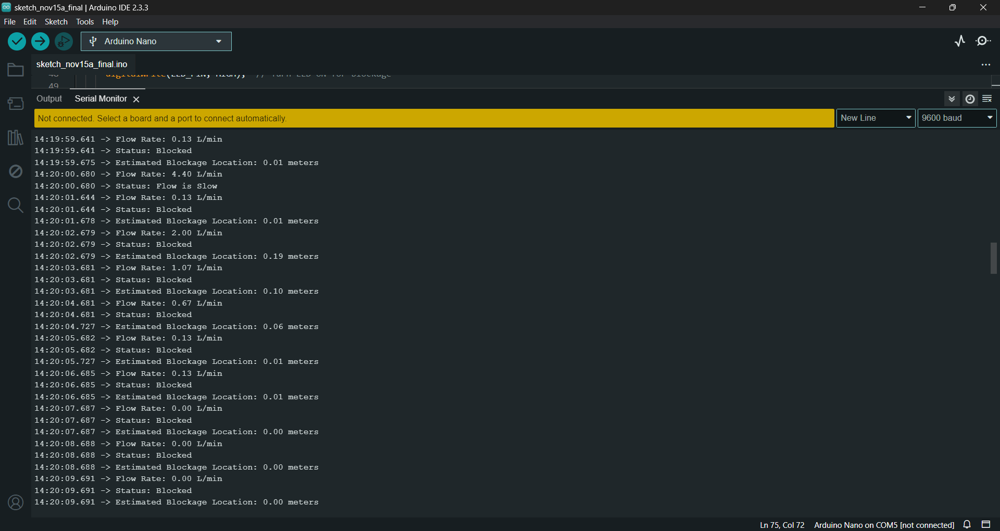 sketch_nov15a_final | Arduino IDE 2.3.3
File Edit Sketch Tools Help
Arduino Nano
sketch_nov15a_final.ino
49
Output Serial Monitor
Not connected. Select a board and a port to connect automatically. New Line 9600 baud
14:19:59.641 -> Flow Rate: 0.13 L/min
14:19:59.641 -> Status: Blocked
14:19:59.675 -> Estimated Blockage Location: 0.01 meters
14:20:00.680 -> Flow Rate: 4.40 L/min
14:20:00.680 -> Status: Flow is Slow
14:20:01.644 -> Flow Rate: 0.13 L/min
14:20:01.644 -> Status: Blocked
14:20:01.678 -> Estimated Blockage Location: 0.01 meters
14:20:02.679 -> Flow Rate: 2.00 L/min
14:20:02.679 -> Status: Blocked
14:20:02.679 -> Estimated Blockage Location: 0.19 meters
14:20:03.681 -> Flow Rate: 1.07 L/min
14:20:03.681 -> Status: Blocked
14:20:03.681 -> Estimated Blockage Location: 0.10 meters
14:20:04.681 -> Flow Rate: 0.67 L/min
14:20:04.681 -> Status: Blocked
14:20:04.727 -> Estimated Blockage Location: 0.06 meters
14:20:05.682 -> Flow Rate: 0.13 L/min
14:20:05.682 -> Status: Blocked
14:20:05.727 -> Estimated Blockage Location: 0.01 meters
14:20:06.685 -> Flow Rate: 0.13 L/min
14:20:06.685 -> Status: Blocked
14:20:06.685 -> Estimated Blockage Location: 0.01 meters
14:20:07.687 -> Flow Rate: 0.00 L/min
14:20:07.687 -> Status: Blocked
14:20:07.687 -> Estimated Blockage Location: 0.00 meters
14:20:08.688 -> Flow Rate: 0.00 L/min
14:20:08.688 -> Status: Blocked
14:20:08.688 -> Estimated Blockage Location: 0.00 meters
14:20:09.691 -> Flow Rate: 0.00 L/min
14:20:09.691 -> Status: Blocked
14:20:09.691 -> Estimated Blockage Location: 0.00 meters
Ln 75, Col 72 Arduino Nano on COM5 [not connected]